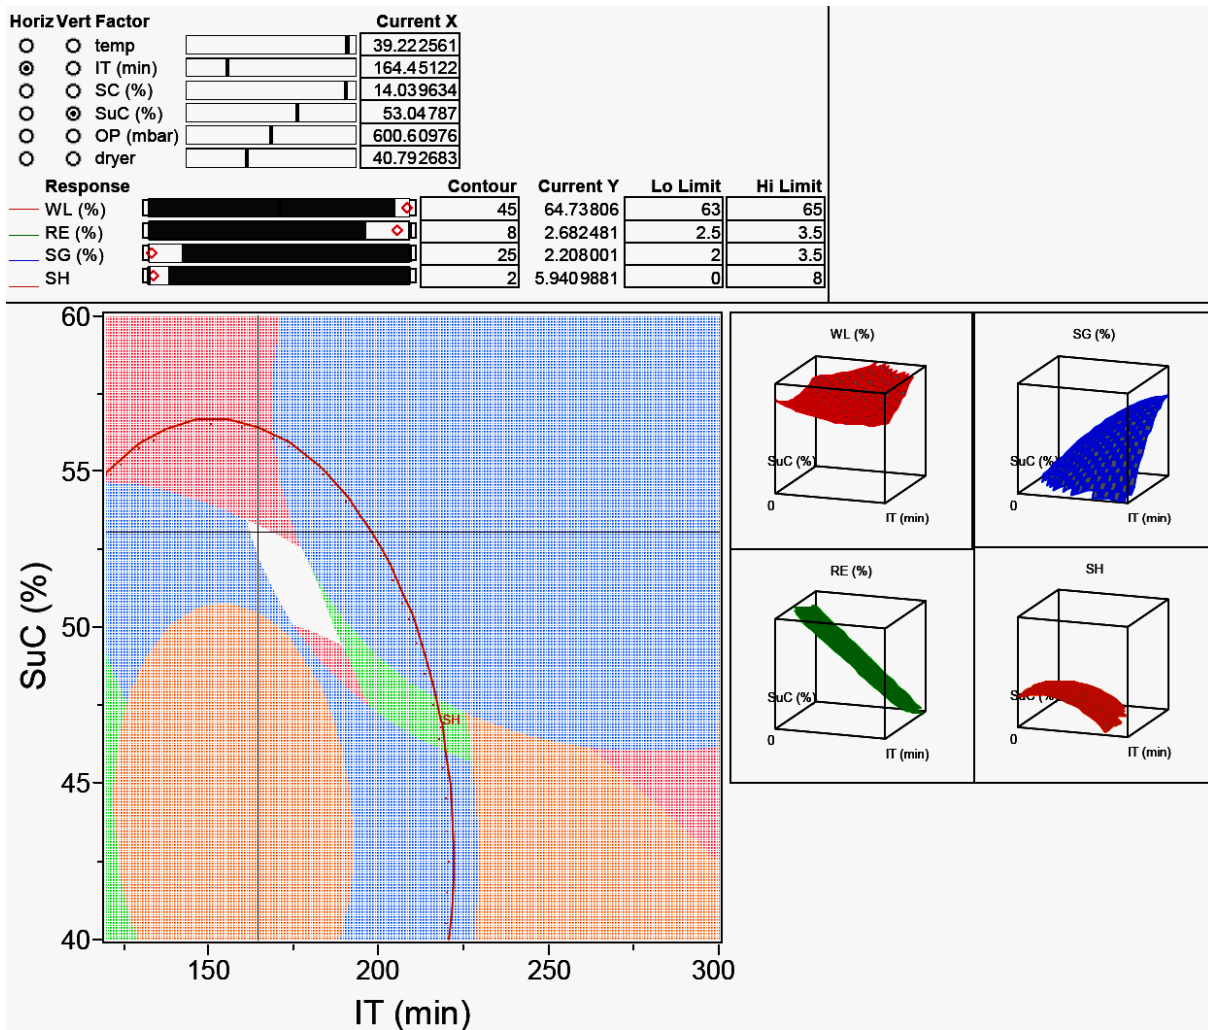 Horiz Vert Factor Current X
temp 39.222561
IT (min) 164.45122
SC (%) 14.039634
SuC (%) 53.04787
OP (mbar) 600.60976
dryer 40.792683
Response Contour Current Y Lo Limit Hi Limit
WL (%) 45 64.73806 63 65
RE (%) 8 2.682481 2.5 3.5
SG (%) 25 2.208001 2 3.5
SH 2 5.9409881 0 8
60
55
50
45
40
SuC (%)
SH
150 200 250 300
IT (min)
WL (%)
SuC (%)
0
IT (min)
SG (%)
SuC (%)
0
IT (min)
RE (%)
SuC (%)
0
IT (min)
SH
SuC (%)
0
IT (min)